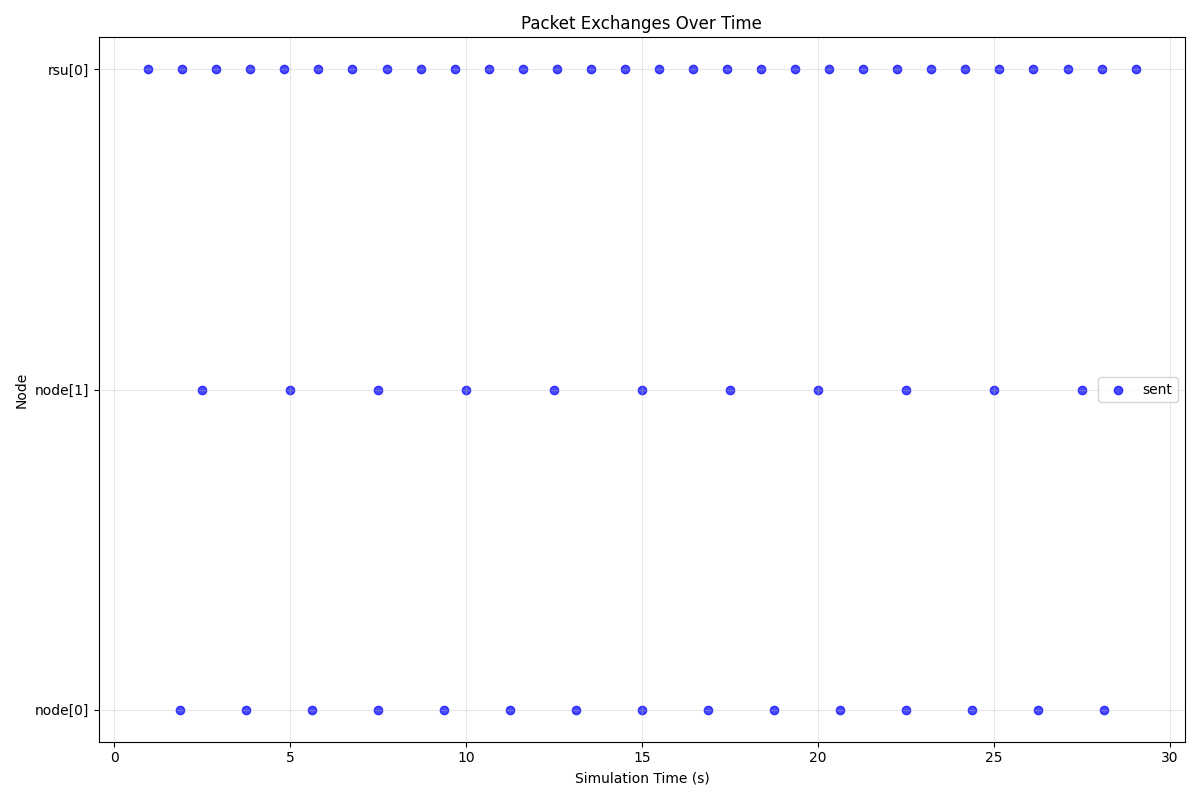 Packet Exchanges Over Time
rsu[0]
node[1]
node[0]
Node
sent
0 5 10 15 20 25 30
Simulation Time (s)